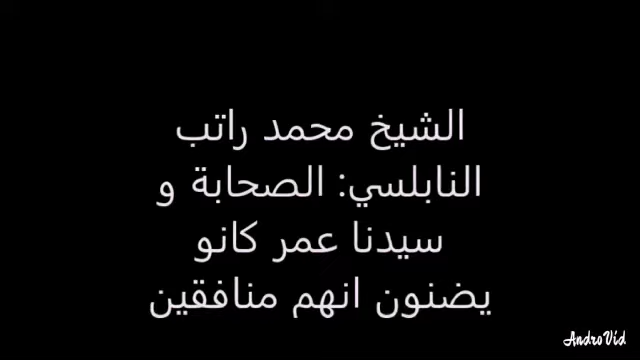 الشيخ محمد راتب
النابلسي: الصحابة و
سيدنا عمر كانو
يضنون انهم منافقين
AndroVid